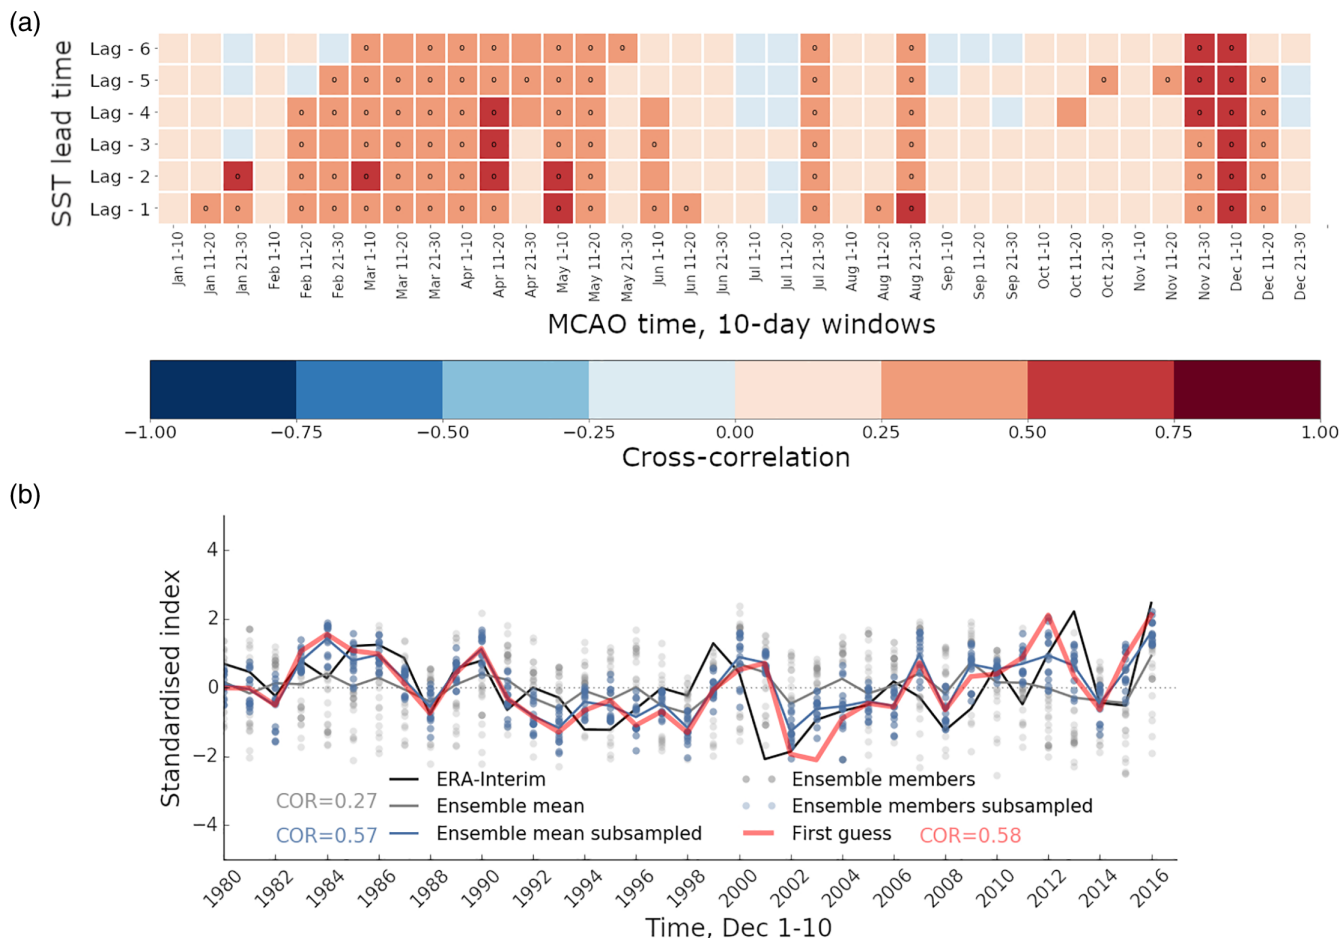 (a)
SST lead time
Lag - 6
Lag - 5
Lag - 4
Lag - 3
Lag - 2
Lag - 1
Jan 1-10
Jan 11-20
Jan 21-30
Feb 1-10
Feb 11-20
Feb 21-30
Mar 1-10
Mar 11-20
Mar 21-30
Apr 1-10
Apr 11-20
Apr 21-30
May 1-10
May 11-20
May 21-30
Jun 1-10
Jun 11-20
Jun 21-30
Jul 1-10
Jul 11-20
Jul 21-30
Aug 1-10
Aug 11-20
Aug 21-30
Sep 1-10
Sep 11-20
Sep 21-30
Oct 1-10
Oct 11-20
Oct 21-30
Nov 1-10
Nov 11-20
Nov 21-30
Dec 1-10
Dec 11-20
Dec 21-30
MCAO time, 10-day windows
−1.00 −0.75 −0.50 −0.25 0.00 0.25 0.50 0.75 1.00
Cross-correlation
(b)
Standardised index
4
2
0
−2
−4
ERA-Interim
Ensemble members
COR=0.27
Ensemble mean
Ensemble members subsampled
COR=0.57
Ensemble mean subsampled
First guess
COR=0.58
1980 1982 1984 1986 1988 1990 1992 1994 1996 1998 2000 2002 2004 2006 2008 2010 2012 2014 2016
Time, Dec 1-10